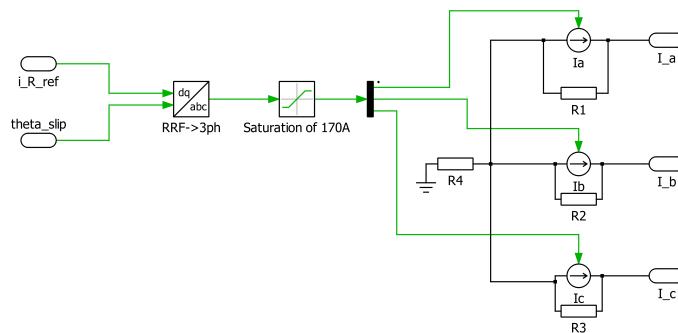 Ia
I_a
i_R_ref
R1
dq
abc
theta_slip
RRF->3ph
Saturation of 170A
R4
Ib
I_b
R2
Ic
I_c
R3